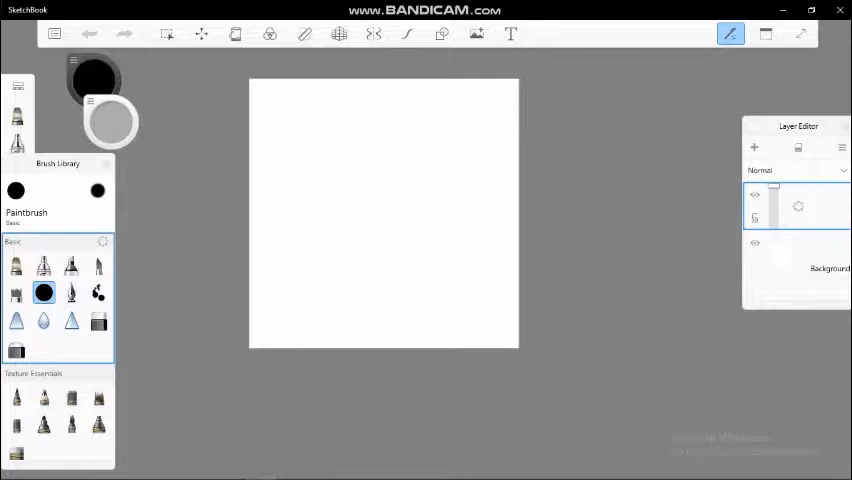 SketchBook
WWW.BANDICAM.COM
T
Brush Library
Paintbrush
Basic
Basic
Texture Essentials
Layer Editor
Normal
Background